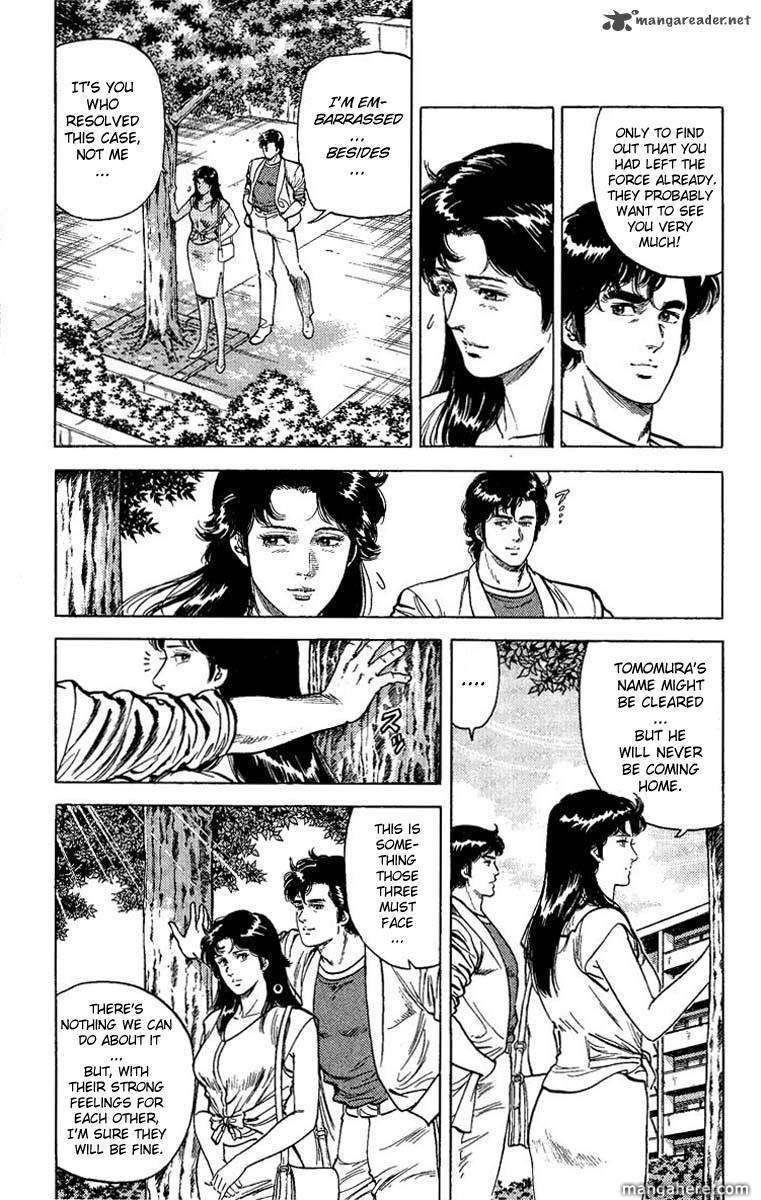 mangareader.net
ONLY TO FIND
OUT THAT YOU
HAD LEFT THE
FORCE ALREADY.
THEY PROBABLY
WANT TO SEE
YOU VERY
MUCH!
I'M EM-
BARRASSED
...
BESIDES
...
IT'S YOU
WHO
RESOLVED
THIS CASE,
NOT ME
...
TOMOMURA'S
NAME MIGHT
BE CLEARED
...
BUT HE
WILL NEVER
BE COMING
HOME.
....
スッ
THIS IS
SOME-
THING
THOSE
THREE
MUST
FACE
...
THERE'S
NOTHING WE CAN
DO ABOUT IT
...
BUT, WITH
THEIR STRONG
FEELINGS FOR
EACH OTHER,
I'M SURE THEY
WILL BE FINE.
mangahere.com